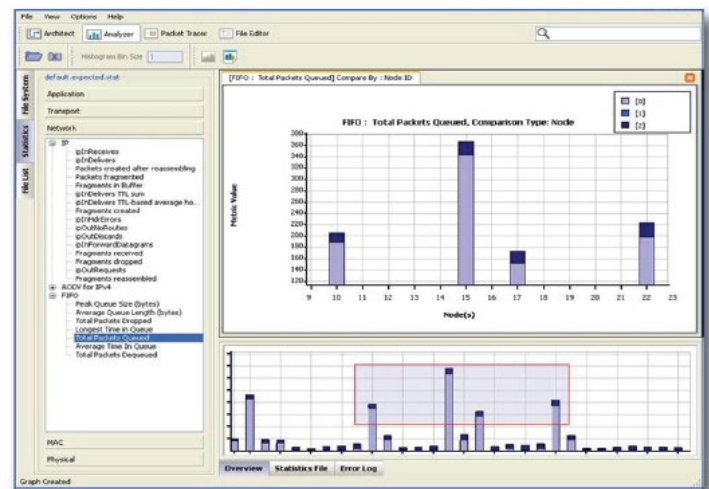 File View Options Help
Architect Analyzer Packet Tracer File Editor
Histogram Bin Size 1
File System
Statistics
File List
default.expected.stat
Application
Transport
Network
IP
ipInReceives
ipInDelivers
Packets created after reassembling
Packets fragmented
Fragments in Buffer
ipInDelivers TTL sum
ipInDelivers TTL-based average ho...
Fragments created
ipInHdrErrors
ipOutNoRoutes
ipOutDiscards
ipInForwardDatagrams
Fragments received
Fragments dropped
ipOutRequests
Fragments reassembled
AODV for IPv4
FIFO
Peak Queue Size (bytes)
Average Queue Length (bytes)
Total Packets Dropped
Longest Time in Queue
Total Packets Queued
Average Time In Queue
Total Packets Dequeued
MAC
Physical
[FIFO : Total Packets Queued] Compare By : Node ID
[0]
[1]
[2]
FIFO : Total Packets Queued, Comparison Type: Node
Metric Value
300
340
320
300
280
260
240
220
200
180
160
140
120
9 10 11 12 13 14 15 16 17 18 19 20 21 22 23
Node(s)
Overview Statistics File Error Log
Graph Created